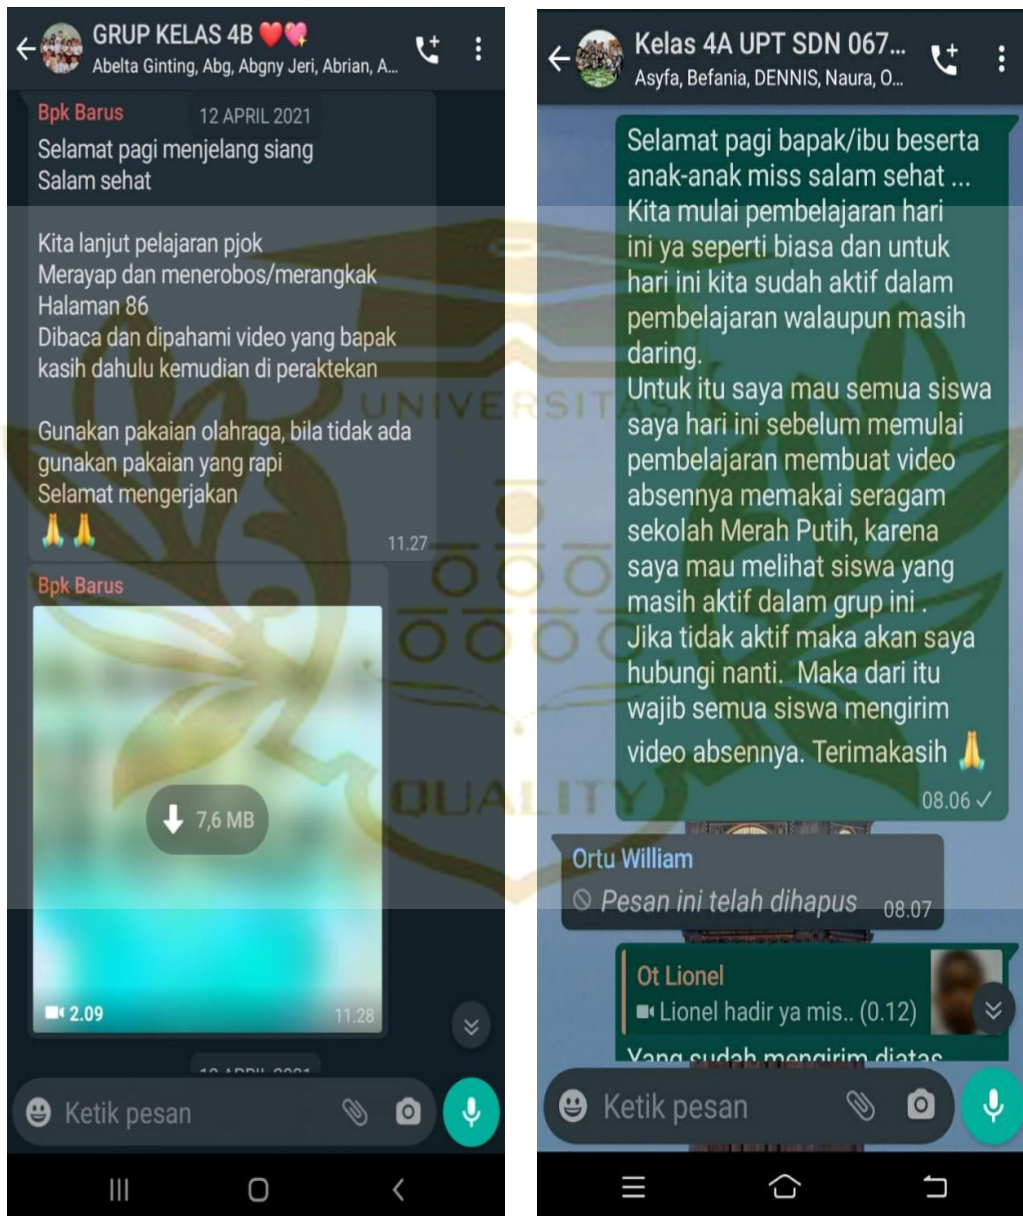 GRUP KELAS 4B ❤️💖
Abelta Ginting, Abg, Abgny Jeri, Abrian, A...
12 APRIL 2021
Bpk Barus
Selamat pagi menjelang siang
Salam sehat
Kita lanjut pelajaran pjok
Merayap dan menerobos/merangkak
Halaman 86
Dibaca dan dipahami video yang bapak
kasih dahulu kemudian di peraktekan
Gunakan pakaian olahraga, bila tidak ada
gunakan pakaian yang rapi
Selamat mengerjakan
🙏🙏
11.27
Bpk Barus
7,6 MB
2.09
11.28
Ketik pesan
Kelas 4A UPT SDN 067...
Asyfa, Befania, DENNIS, Naura, O...
Selamat pagi bapak/ibu beserta
anak-anak miss salam sehat ...
Kita mulai pembelajaran hari
ini ya seperti biasa dan untuk
hari ini kita sudah aktif dalam
pembelajaran walaupun masih
daring.
Untuk itu saya mau semua siswa
saya hari ini sebelum memulai
pembelajaran membuat video
absennya memakai seragam
sekolah Merah Putih, karena
saya mau melihat siswa yang
masih aktif dalam grup ini .
Jika tidak aktif maka akan saya
hubungi nanti. Maka dari itu
wajib semua siswa mengirim
video absennya. Terimakasih 🙏
08.06
Ortu William
Pesan ini telah dihapus
08.07
Ot Lionel
Lionel hadir ya mis.. (0.12)
Yang sudah mengirim diatas
Ketik pesan
UNIVERSITAS
QUALITY